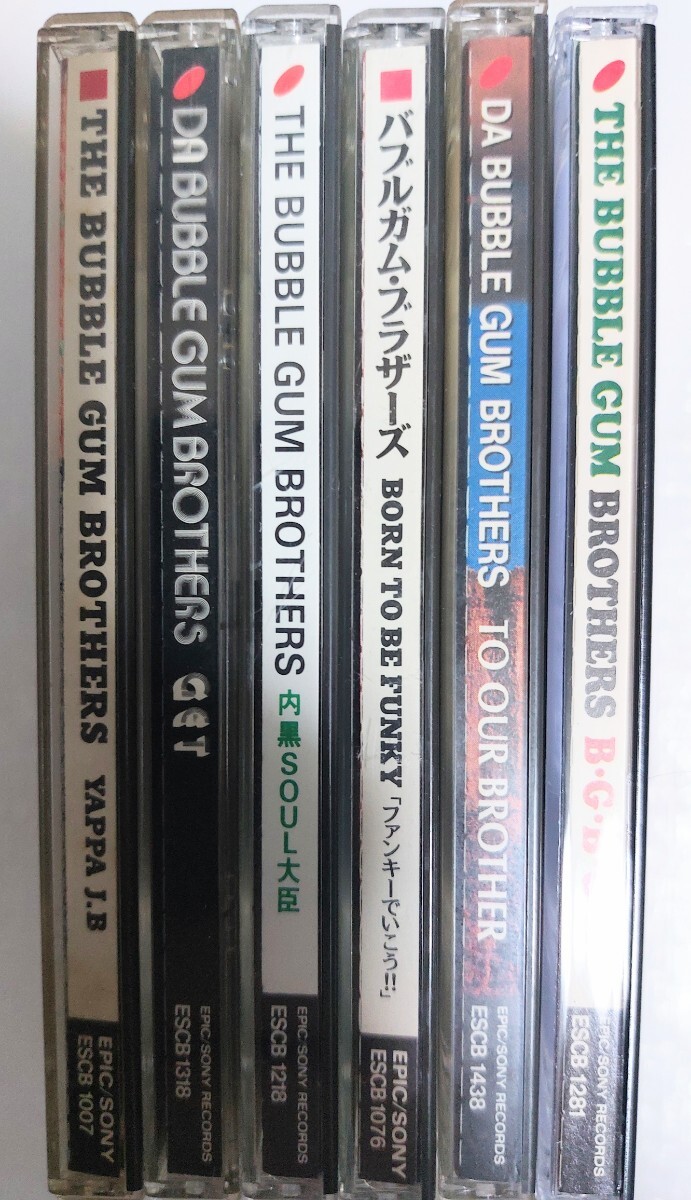 THE BUBBLE GUM BROTHERS YAPPA J.B
EPIC/SONY
ESCB 1007
DA BUBBLE GUM BROTHERS GET
EPIC/SONY RECORDS
ESCB 1318
THE BUBBLE GUM BROTHERS 内黒SOUL大臣
EPIC/SONY RECORDS
ESCB 1218
バブルガム・ブラザーズ BORN TO BE FUNKY「ファンキーでいこう!!」
EPIC/SONY
ESCB 1076
DA BUBBLE GUM BROTHERS TO OUR BROTHER
EPIC/SONY RECORDS
ESCB 1438
THE BUBBLE GUM BROTHERS
EPIC/SONY RECORDS
ESCB 1281